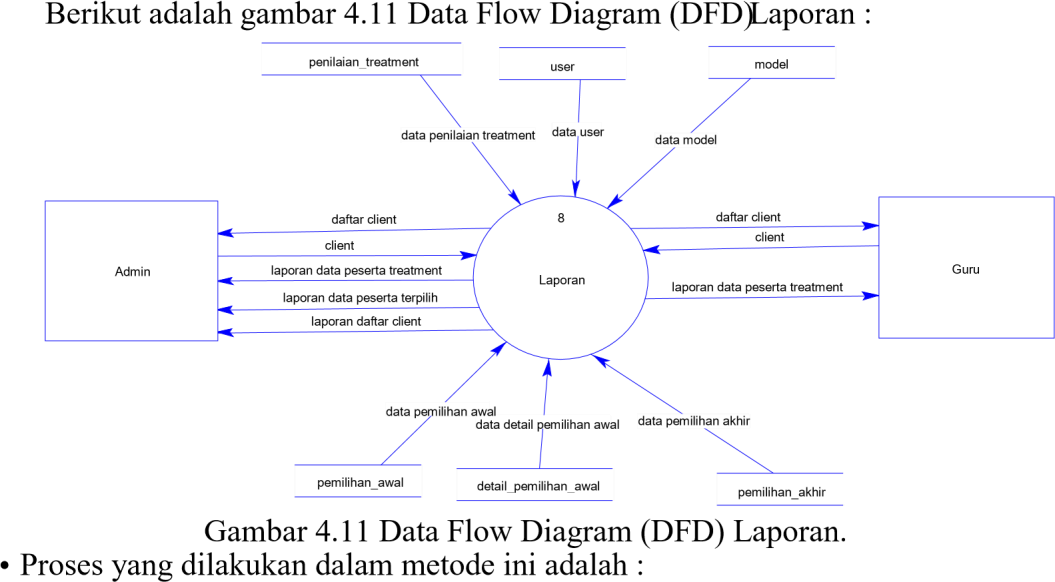 Berikut adalah gambar 4.11 Data Flow Diagram (DFD)Laporan :
penilaian_treatment
user
model
data penilaian treatment
data user
data model
8
Laporan
Admin
daftar client
client
laporan data peserta treatment
laporan data peserta terpilih
laporan daftar client
daftar client
client
laporan data peserta treatment
Guru
data pemilihan awal
data detail pemilihan awal
data pemilihan akhir
pemilihan_awal
detail_pemilihan_awal
pemilihan_akhir
Gambar 4.11 Data Flow Diagram (DFD) Laporan.
• Proses yang dilakukan dalam metode ini adalah :